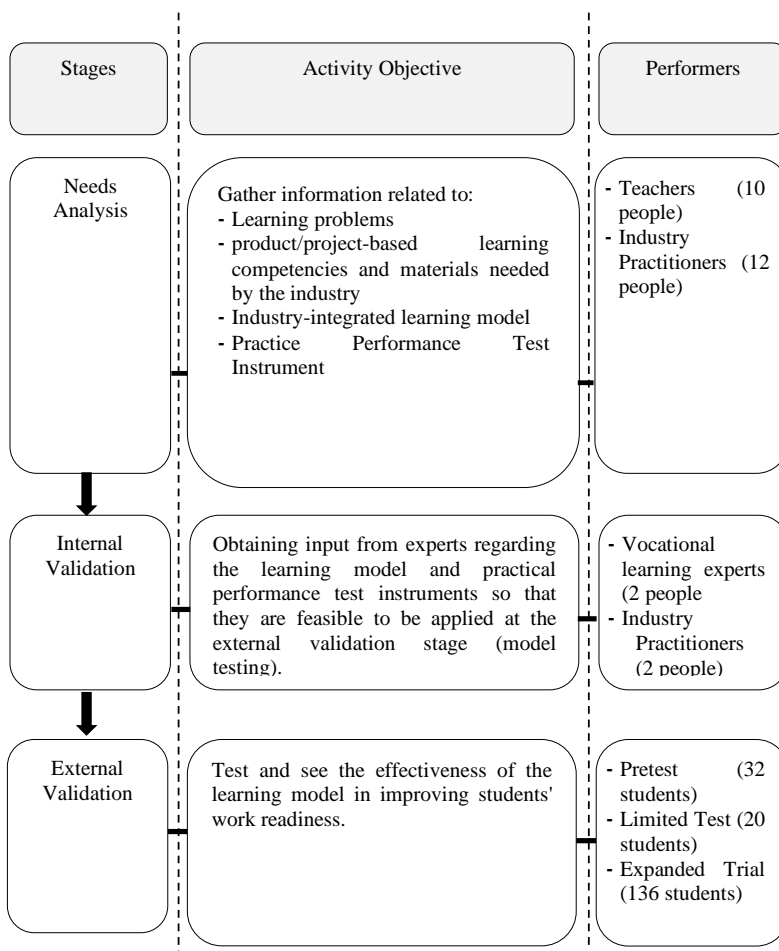 Stages
Activity Objective
Performers
Needs
Analysis
Gather information related to:
- Learning problems
- product/project-based learning
competencies and materials needed
by the industry
- Industry-integrated learning model
- Practice Performance Test
Instrument
- Teachers (10
people)
- Industry
Practitioners (12
people)
Internal
Validation
Obtaining input from experts regarding
the learning model and practical
performance test instruments so that
they are feasible to be applied at the
external validation stage (model
testing).
- Vocational
learning experts
(2 people
- Industry
Practitioners
(2 people)
External
Validation
Test and see the effectiveness of the
learning model in improving students'
work readiness.
- Pretest (32
students)
- Limited Test (20
students)
- Expanded Trial
(136 students)